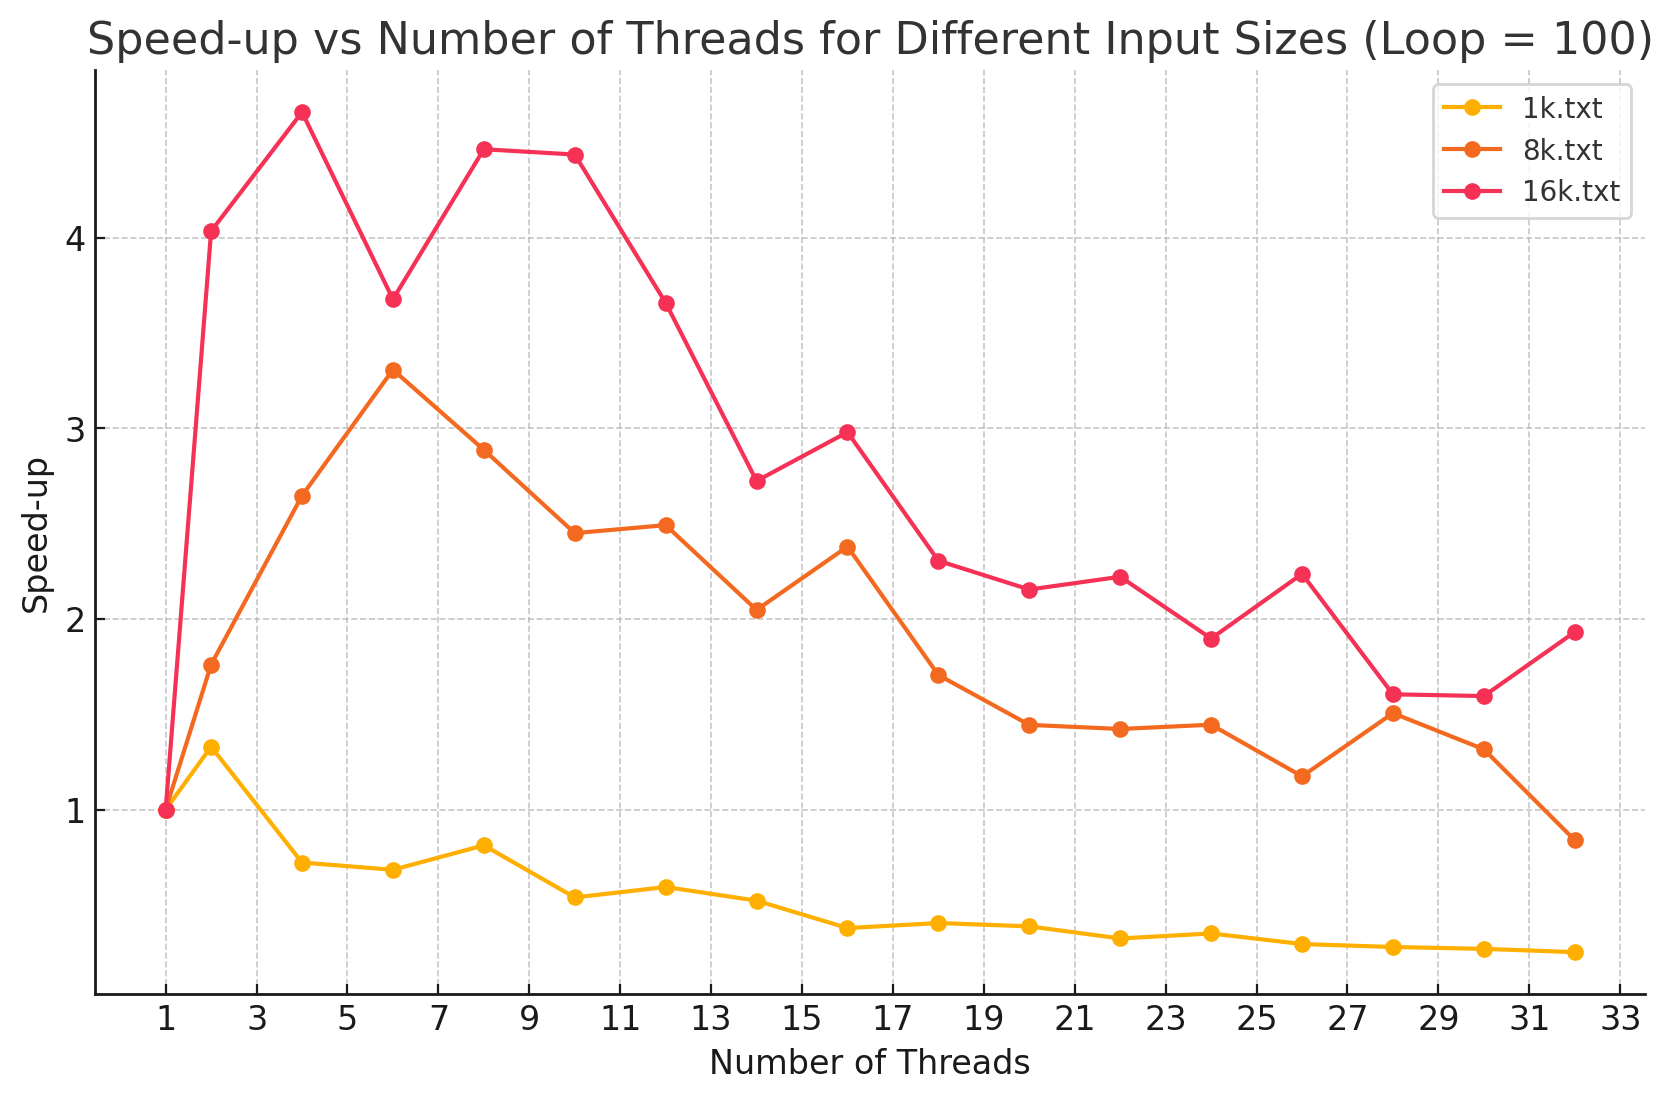 Speed-up vs Number of Threads for Different Input Sizes (Loop = 100)
1k.txt
8k.txt
16k.txt
Speed-up
4
3
2
1
1 3 5 7 9 11 13 15 17 19 21 23 25 27 29 31 33
Number of Threads